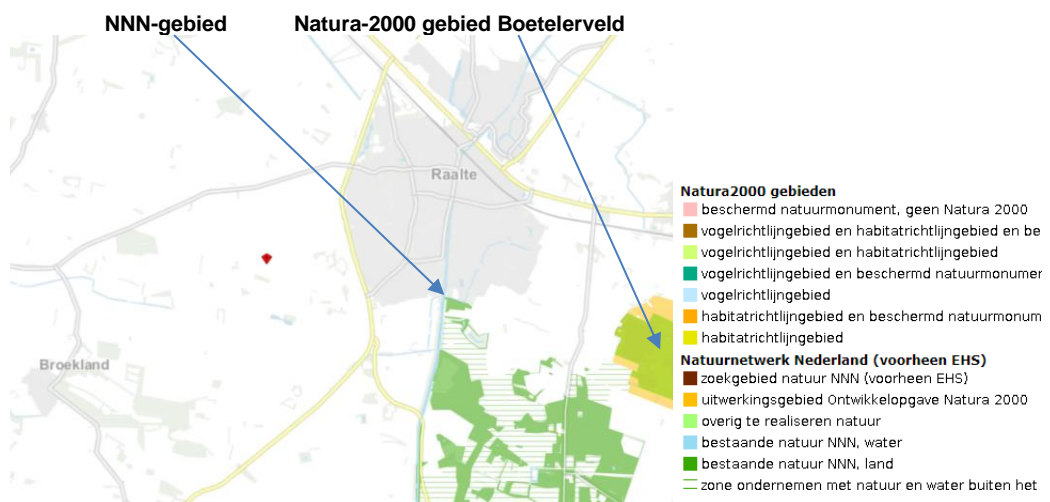 NNN-gebied
Natura-2000 gebied Boetelerveld
Raalte
Broekland
Natura2000 gebieden
beschermd natuurmonument, geen Natura 2000
vogelrichtlijngebied en habitatrichtlijngebied en be
vogelrichtlijngebied en habitatrichtlijngebied
vogelrichtlijngebied en beschermd natuurmonumen
vogelrichtlijngebied
habitatrichtlijngebied en beschermd natuurmonum
habitatrichtlijngebied
Natuurnetwerk Nederland (voorheen EHS)
zoekgebied natuur NNN (voorheen EHS)
uitwerkingsgebied Ontwikkelopgave Natura 2000
overig te realiseren natuur
bestaande natuur NNN, water
bestaande natuur NNN, land
zone ondernemen met natuur en water buiten het